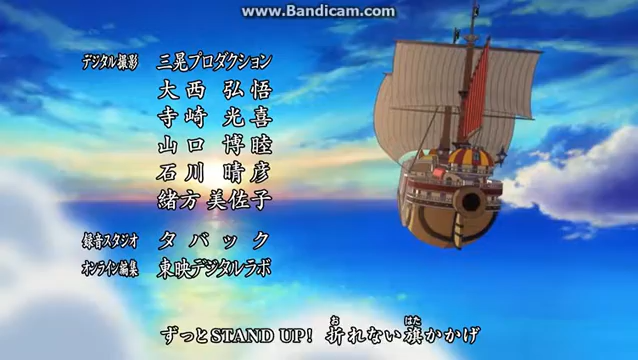 www.Bandicam.com
デジタル撮影 三晃プロダクション
大西 弘悟
寺崎 光喜
山口 博睦
石川 晴彦
緒方 美佐子
録音スタジオ タバック
オンライン編集 東映デジタルラボ
ずっとSTAND UP! 折(お)れない旗(はた)かかげ